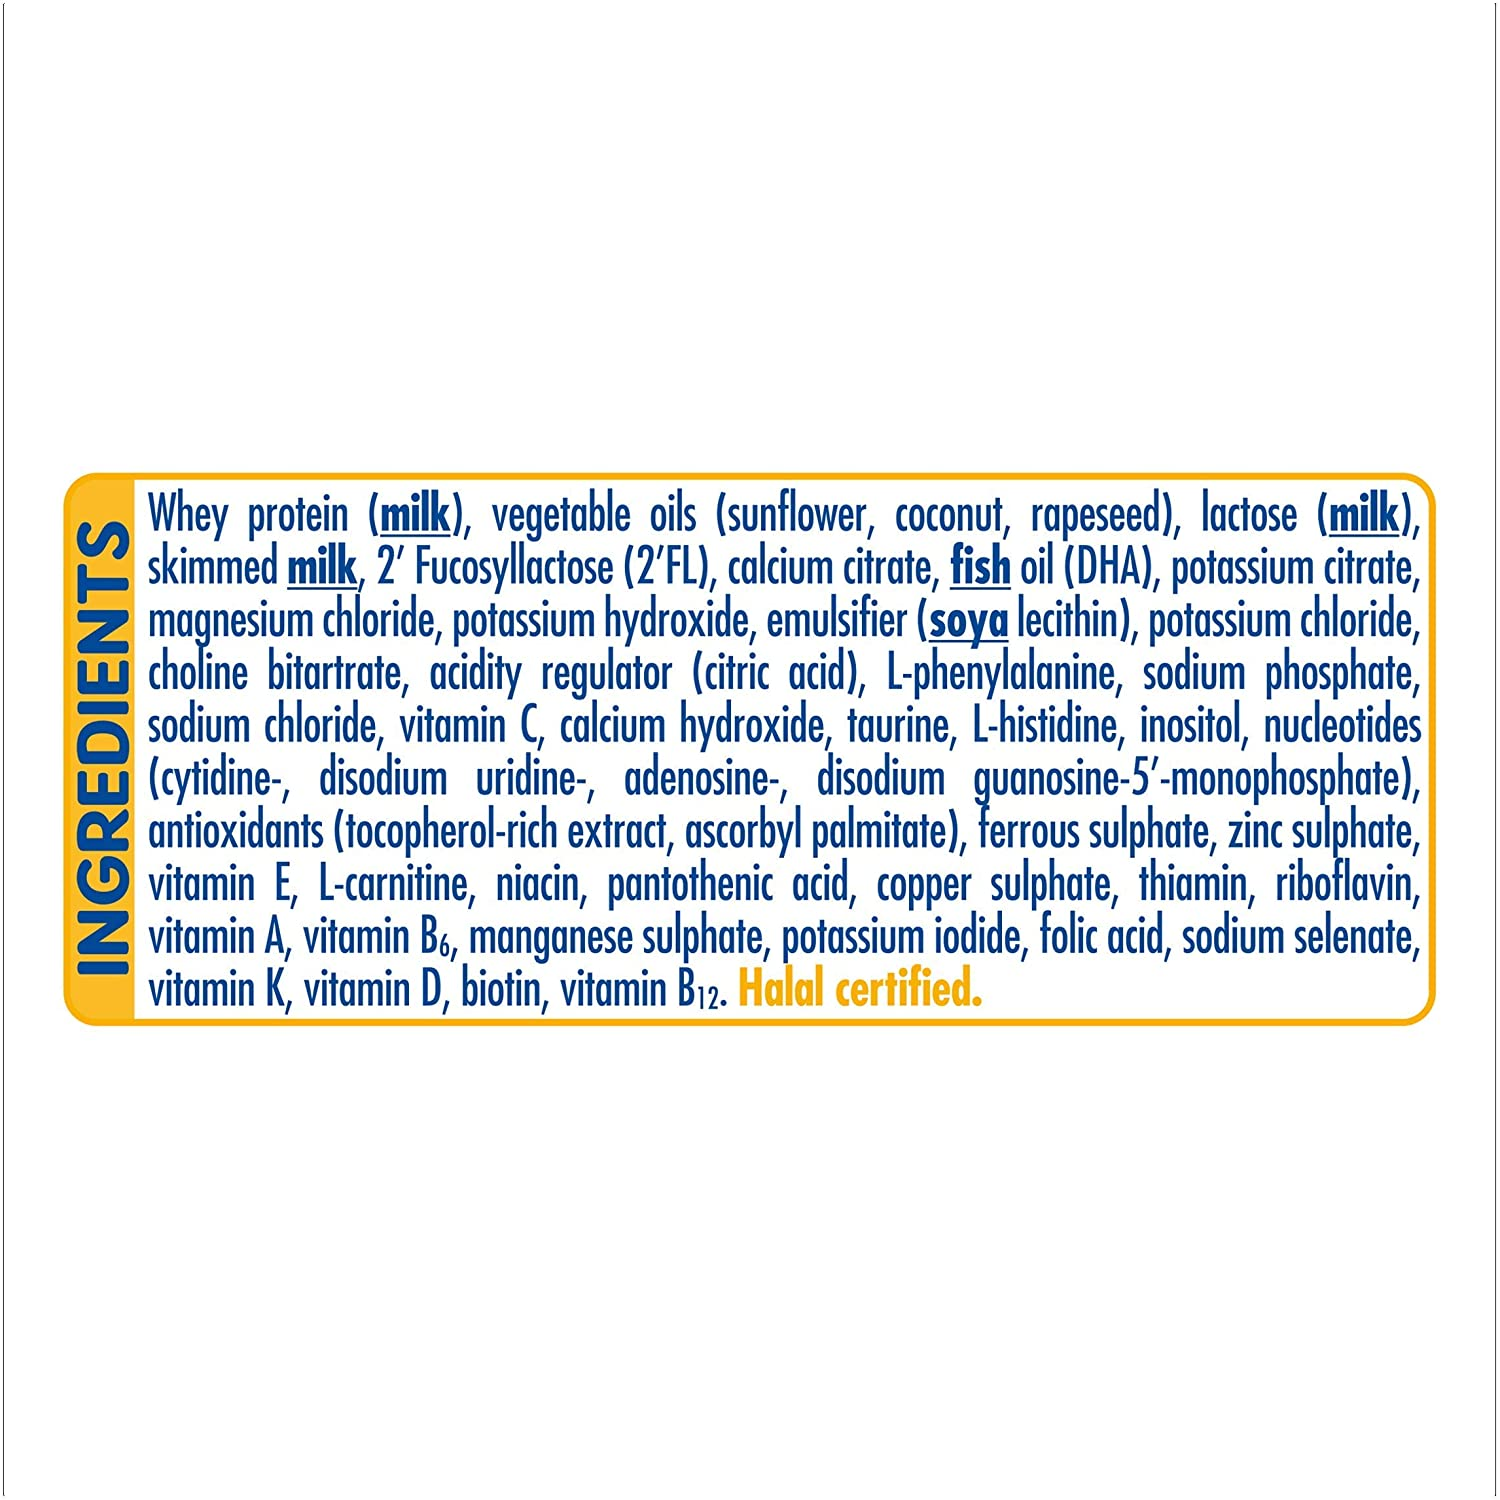 INGREDIENTS
Whey protein (milk), vegetable oils (sunflower, coconut, rapeseed), lactose (milk),
skimmed milk, 2’ Fucosyllactose (2’FL), calcium citrate, fish oil (DHA), potassium citrate,
magnesium chloride, potassium hydroxide, emulsifier (soya lecithin), potassium chloride,
choline bitartrate, acidity regulator (citric acid), L-phenylalanine, sodium phosphate,
sodium chloride, vitamin C, calcium hydroxide, taurine, L-histidine, inositol, nucleotides
(cytidine-, disodium uridine-, adenosine-, disodium guanosine-5’-monophosphate),
antioxidants (tocopherol-rich extract, ascorbyl palmitate), ferrous sulphate, zinc sulphate,
vitamin E, L-carnitine, niacin, pantothenic acid, copper sulphate, thiamin, riboflavin,
vitamin A, vitamin B₆, manganese sulphate, potassium iodide, folic acid, sodium selenate,
vitamin K, vitamin D, biotin, vitamin B₁₂. Halal certified.